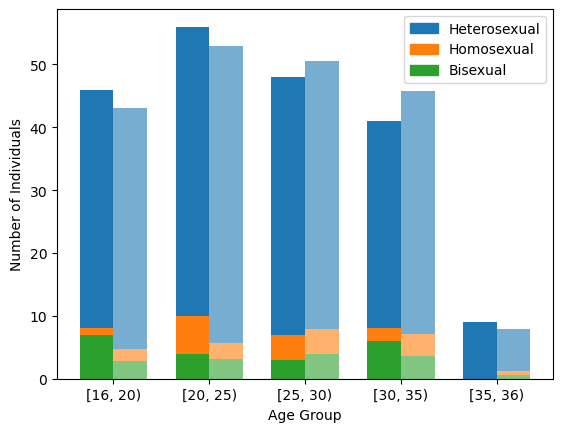 Heterosexual
Homosexual
Bisexual
Number of Individuals
50
40
30
20
10
0
[16, 20)
[20, 25)
[25, 30)
[30, 35)
[35, 36)
Age Group